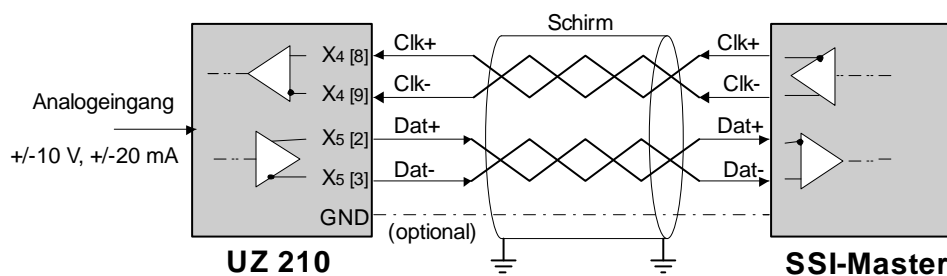 Schirm
Clk+
Clk+
X4 [8]
Clk-
Clk-
X4 [9]
Analogeingang
+/-10 V, +/-20 mA
Dat+
Dat+
X5 [2]
Dat-
Dat-
X5 [3]
GND
(optional)
UZ 210
SSI-Master